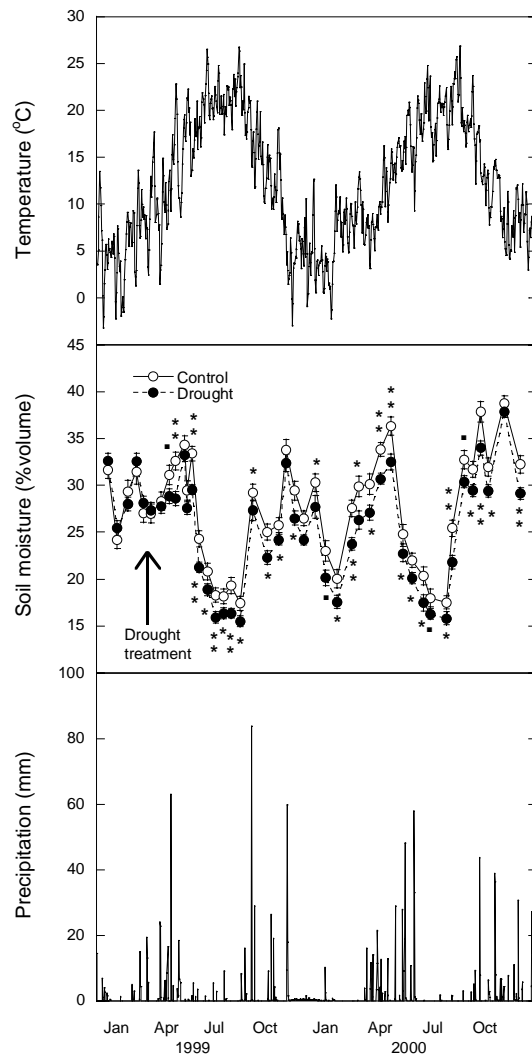 30
25
20
15
10
5
0
Temperature (⁰C)
45
40
35
30
25
20
15
100
Soil moisture (%volume)
Control
Drought
Drought
treatment
80
60
40
20
0
Precipitation (mm)
Jan Apr Jul Oct Jan Apr Jul Oct
1999 2000